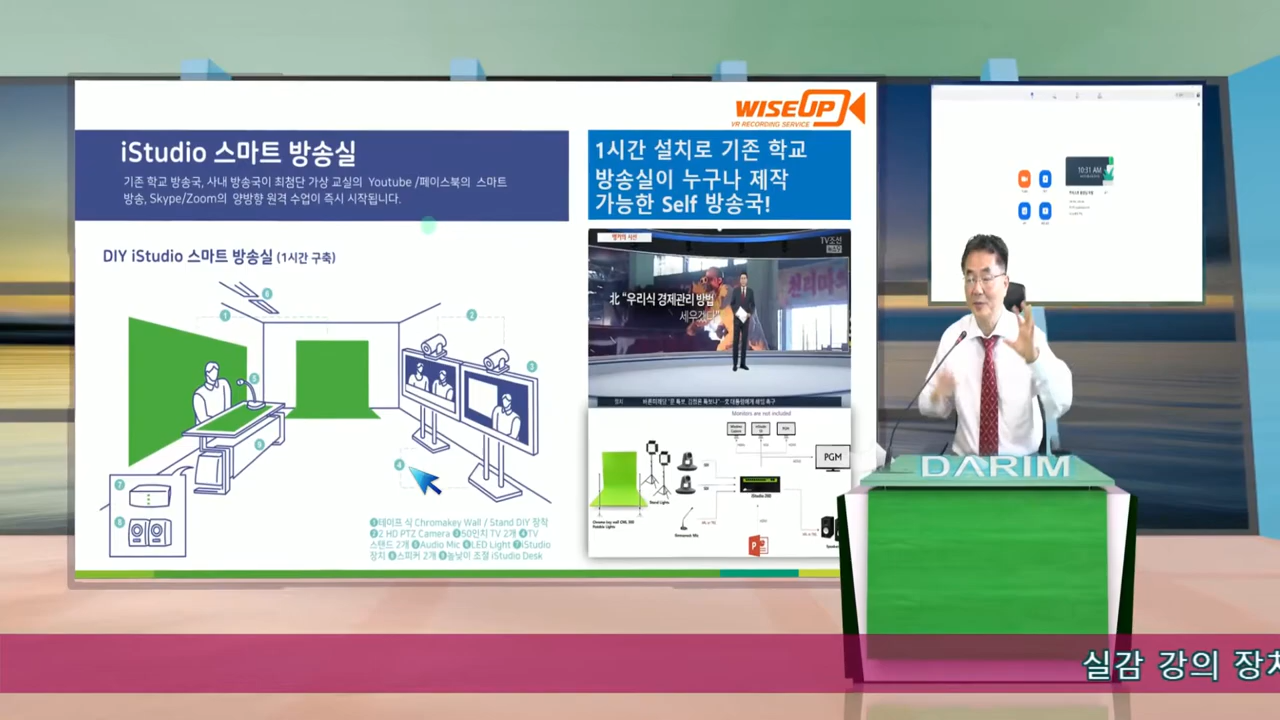 WISEUP
VR RECORDING SERVICE
iStudio 스마트 방송실
기존 학교 방송국, 사내 방송국이 최첨단 가상 교실의 Youtube /페이스북의 스마트
방송, Skype/Zoom의 양방향 원격 수업이 즉시 시작됩니다.
1시간 설치로 기존 학교
방송실이 누구나 제작
가능한 Self 방송국!
DIY iStudio 스마트 방송실 (1시간 구축)
1
2
3
4
5
6
7
8
9
❶테이프 식 Chromakey Wall / Stand DIY 장착
❷2 HD PTZ Camera ❸50인치 TV 2개 ❹TV
스탠드 2개 ❺Audio Mic ❻LED Light ❼iStudio
장치 ❽스피커 2개 ❾높낮이 조절 iStudio Desk
TV조선
北 “우리식 경제관리 방법
세우겠다”
Monitors are not included
PGM
10:31 AM
DARIM
실감 강의 장치